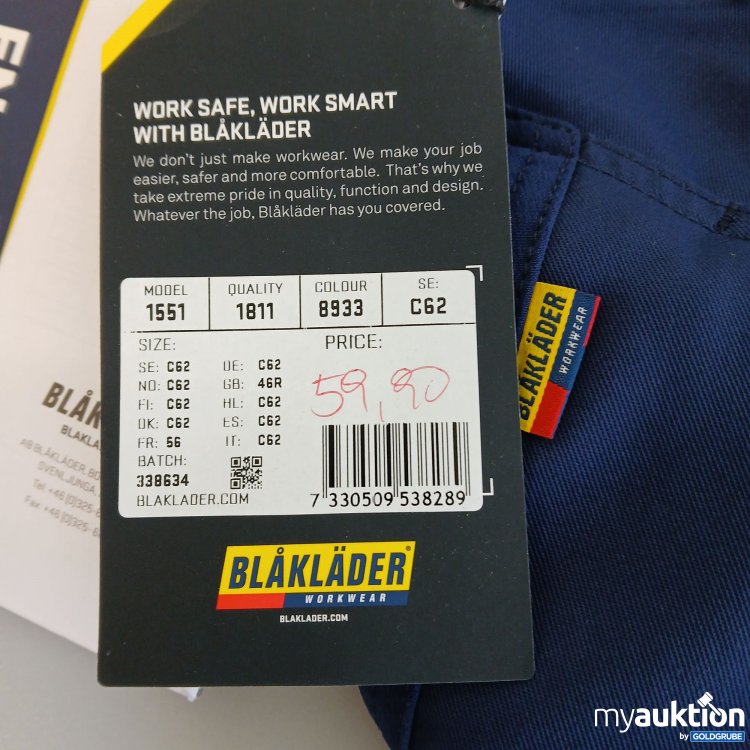 EN
WORK SAFE, WORK SMART
WITH BLÅKLÄDER
We don't just make workwear. We make your job
easier, safer and more comfortable. That's why we
take extreme pride in quality, function and design.
Whatever the job, Blåkläder has you covered.
MODEL QUALITY COLOUR SE:
1551 1811 8933 C62
SIZE: PRICE:
SE: C62 DE: C62
NO: C62 GB: 46R
FI: C62 NL: C62
DK: C62 ES: C62
FR: 56 IT: C62
59,90
BATCH:
338634
BLAKLADER.COM
7 330509 538289
BLÅKLÄDER®
WORKWEAR
BLAKLADER.COM
BLÅKLÄDER
WORKWEAR
myauktion
by GOLDGRUBE